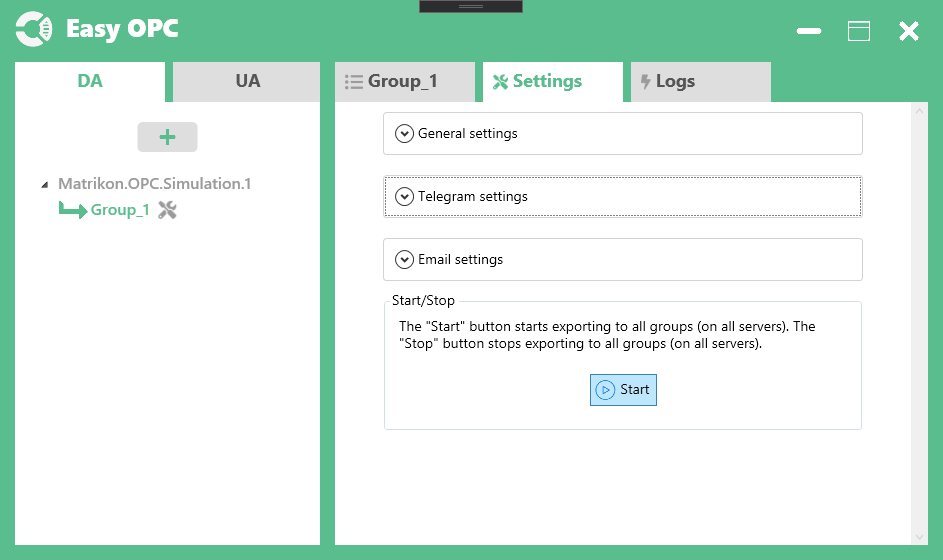 Easy OPC
DA
UA
Matrikon.OPC.Simulation.1
Group_1
Group_1
Settings
Logs
General settings
Telegram settings
Email settings
Start/Stop
The "Start" button starts exporting to all groups (on all servers). The
"Stop" button stops exporting to all groups (on all servers).
Start